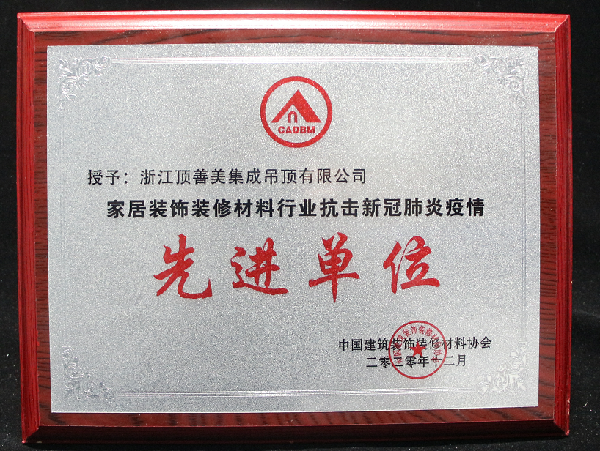 CADBM
授予：浙江顶善美集成吊顶有限公司
家居装饰装修材料行业抗击新冠肺炎疫情
先进单位
中国建筑装饰装修材料协会
二零二零年十二月